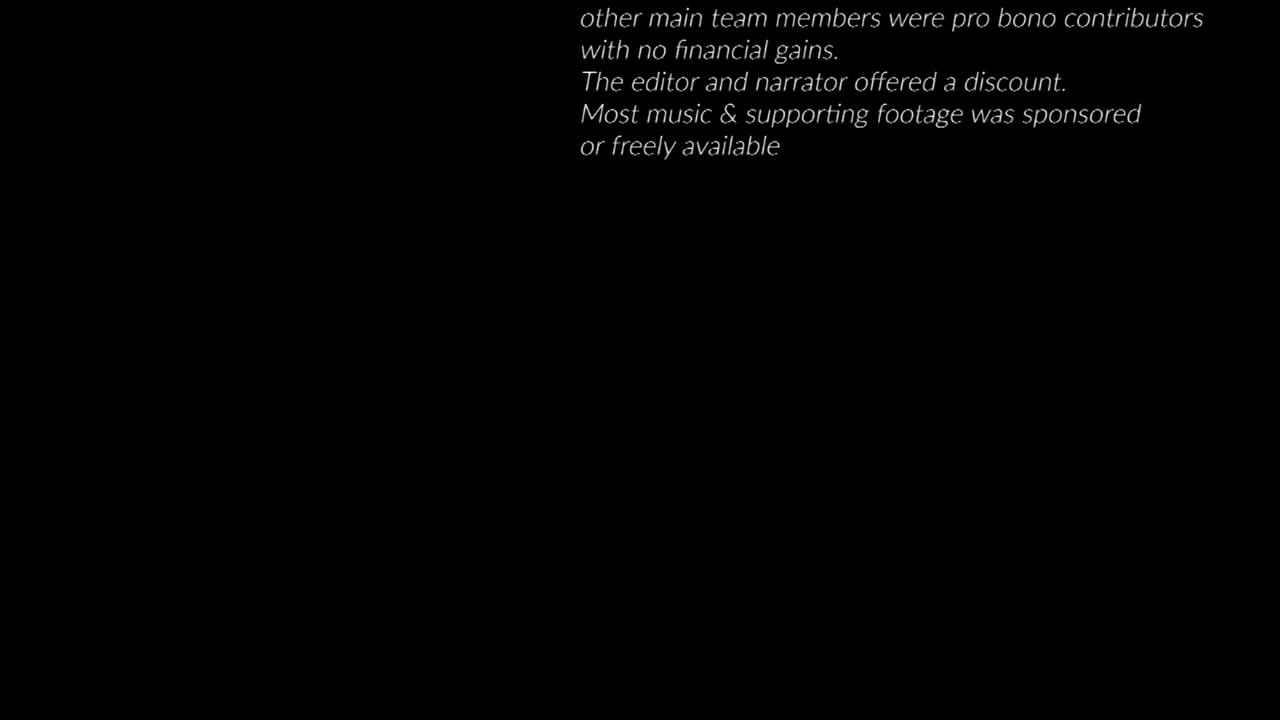 other main team members were pro bono contributors
with no financial gains.
The editor and narrator offered a discount.
Most music & supporting footage was sponsored
or freely available